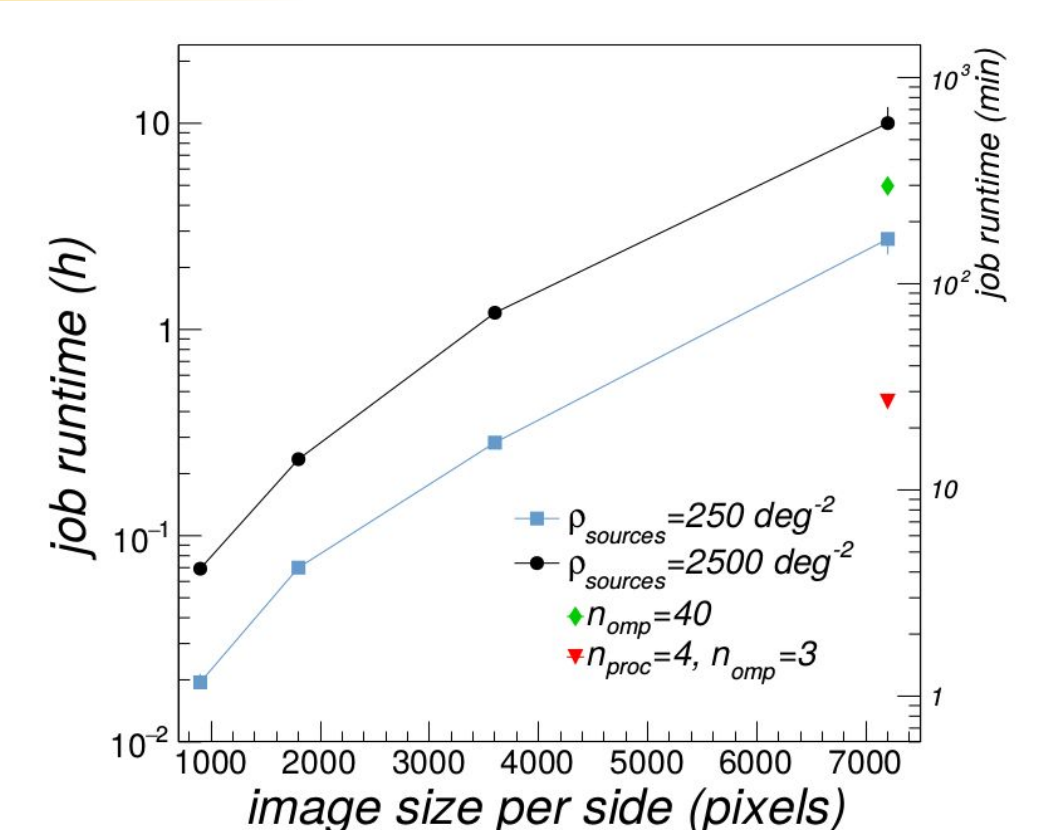 job runtime (h)
10
1
10⁻¹
10⁻²
10³
10²
10
1
job runtime (min)
ρsources=250 deg⁻²
ρsources=2500 deg⁻²
nomp=40
nproc=4, nomp=3
1000 2000 3000 4000 5000 6000 7000
image size per side (pixels)